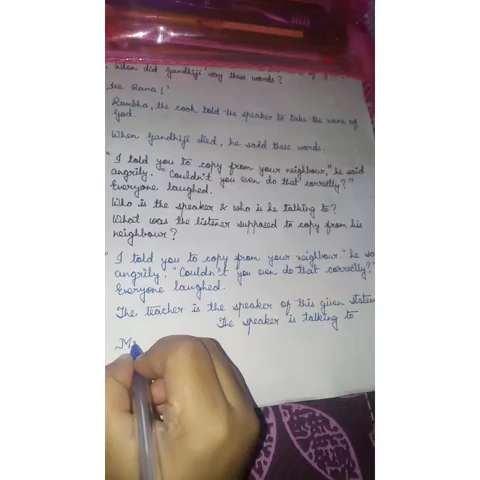 When did Gandhiji say these words?
Hee Rama!'
Rambha, the cook told the speaker to take the name of
God.
When Gandhiji died, he said these words.
"I told you to copy from your neighbour," he said
angrily. "Couldn't you even do that correctly?"
Everyone laughed.
Who is the speaker & who is he talking to?
What was the listener supposed to copy from his
neighbour?
"I told you to copy from your neighbour." he sa
angrily. "Couldn't you even do that correctly?"
Everyone laughed.
The teacher is the speaker of this given statem
The speaker is talking to
M